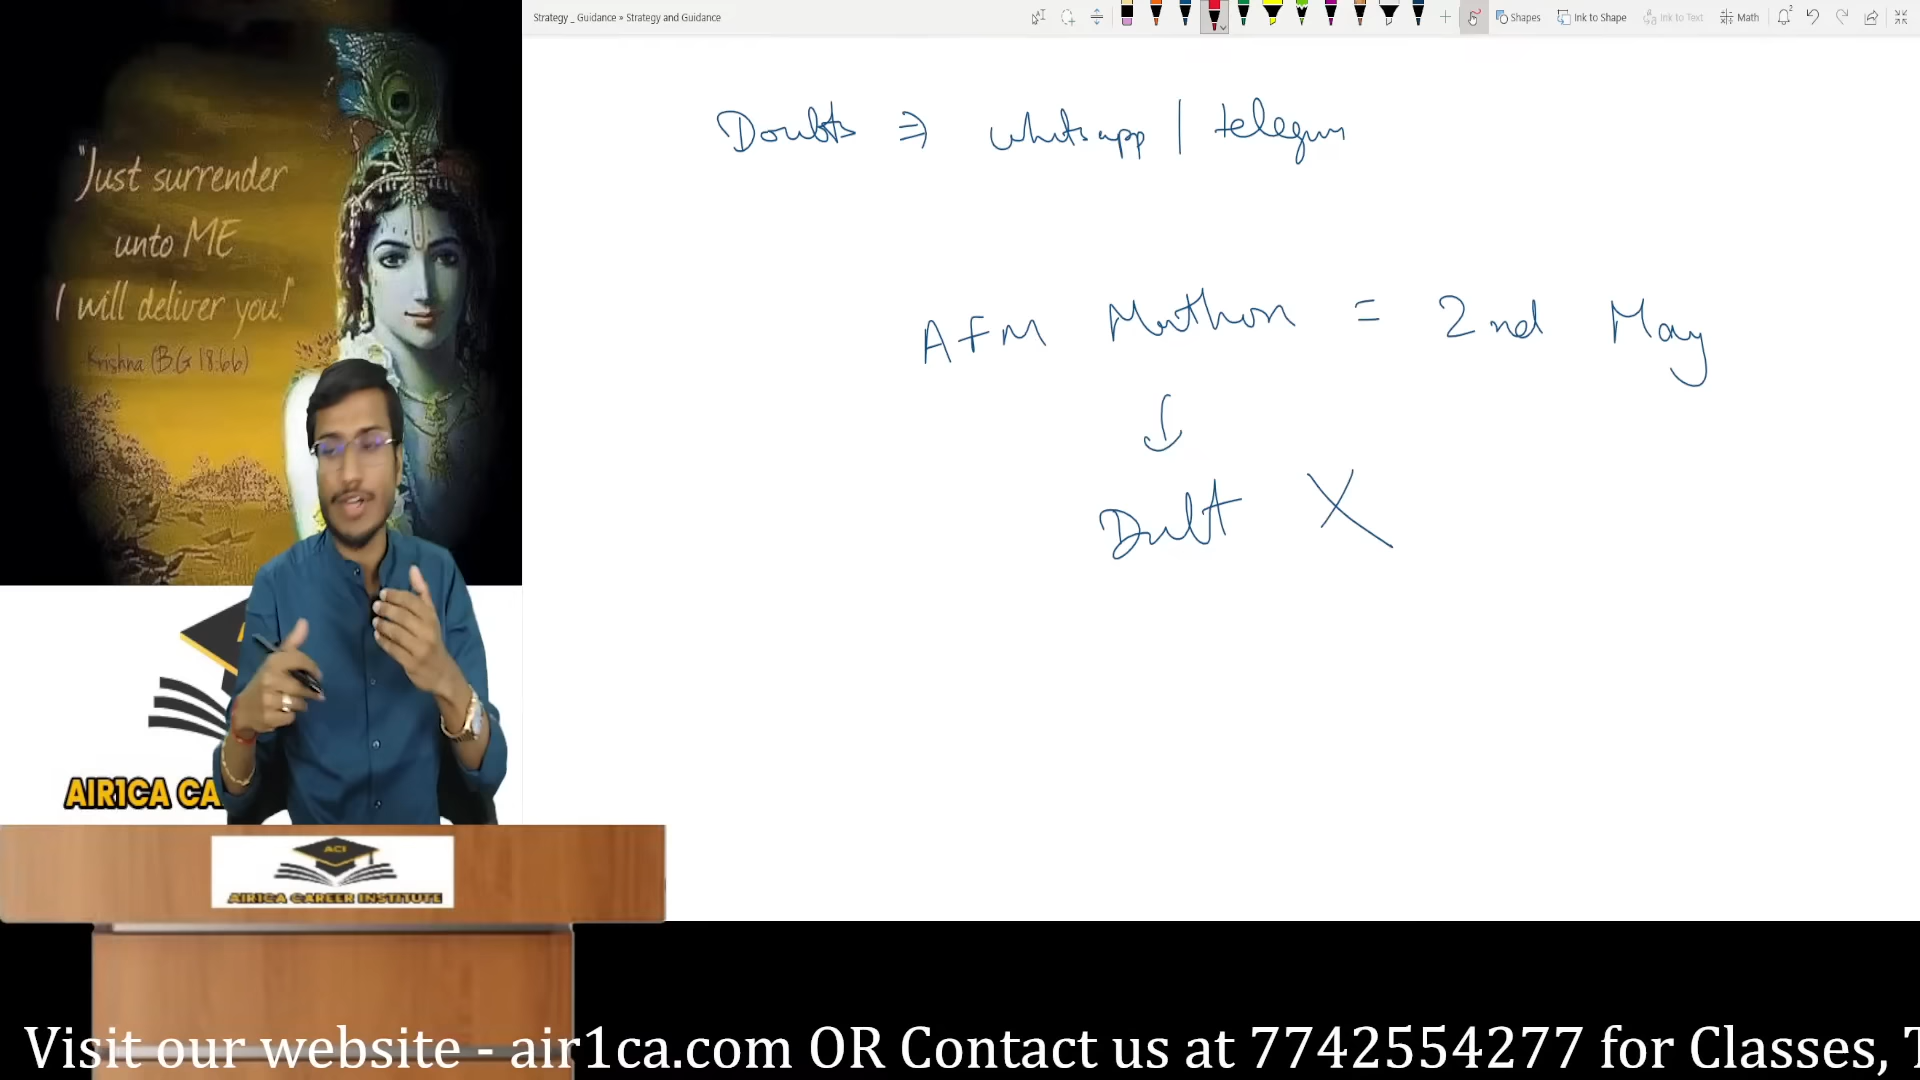 Strategy _ Guidance » Strategy and Guidance
Shapes
Ink to Shape
Ink to Text
Math
"Just surrender
unto ME
I will deliver you!"
Krishna (B.G 18:66)
Doubts ⇒ whatsapp | telegram
AFM Marathon = 2nd May
↓
Doubt X
AIR1CA CA
ACI
AIR1CA CAREER INSTITUTE
Visit our website - air1ca.com OR Contact us at 7742554277 for Classes, T